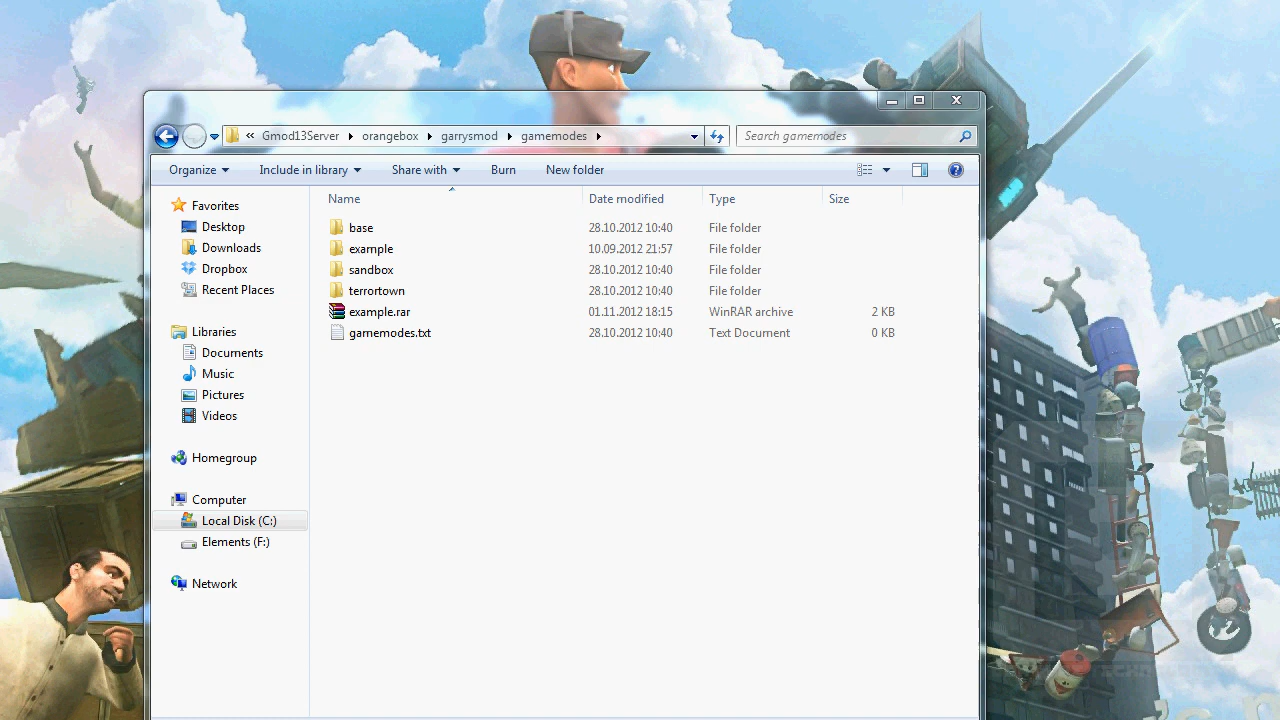 « Gmod13Server orangebox garrysmod gamemodes
Search gamemodes
Organize Include in library Share with Burn New folder
Name Date modified Type Size
Favorites
Desktop
Downloads
Dropbox
Recent Places
Libraries
Documents
Music
Pictures
Videos
Homegroup
Computer
Local Disk (C:)
Elements (F:)
Network
base 28.10.2012 10:40 File folder
example 10.09.2012 21:57 File folder
sandbox 28.10.2012 10:40 File folder
terrortown 28.10.2012 10:40 File folder
example.rar 01.11.2012 18:15 WinRAR archive 2 KB
gamemodes.txt 28.10.2012 10:40 Text Document 0 KB